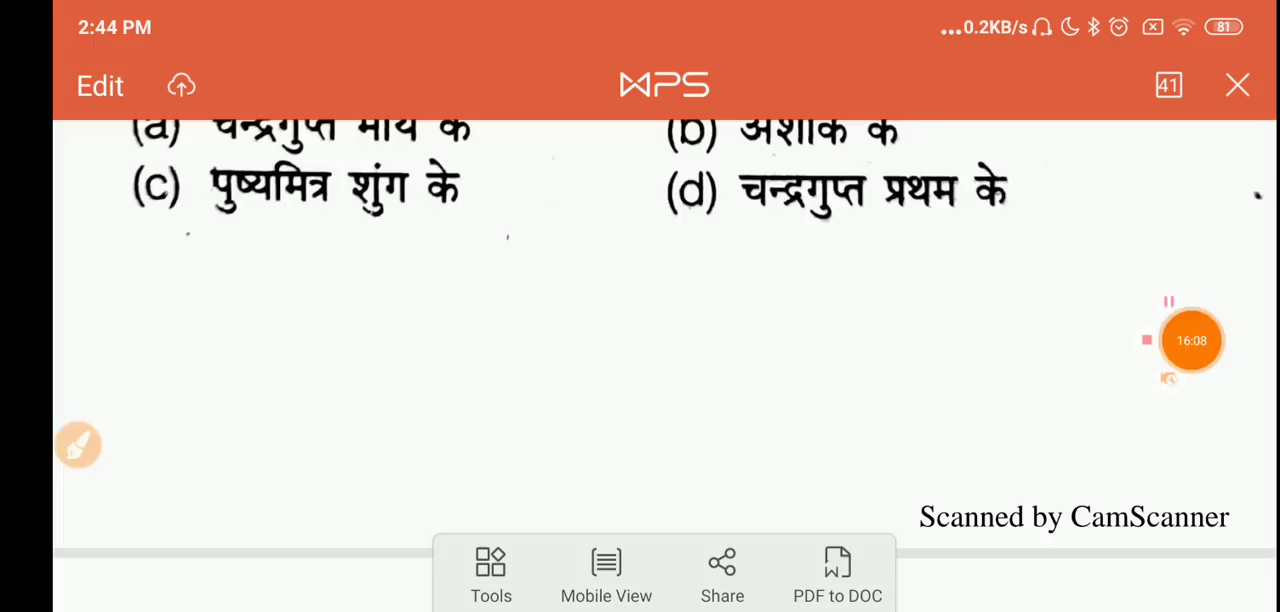 2:44 PM
...0.2KB/s
81
Edit
WPS
41
(a) चन्द्रगुप्त मौर्य के (b) अशोक के
(c) पुष्यमित्र शुंग के (d) चन्द्रगुप्त प्रथम के
16:08
Scanned by CamScanner
Tools Mobile View Share PDF to DOC